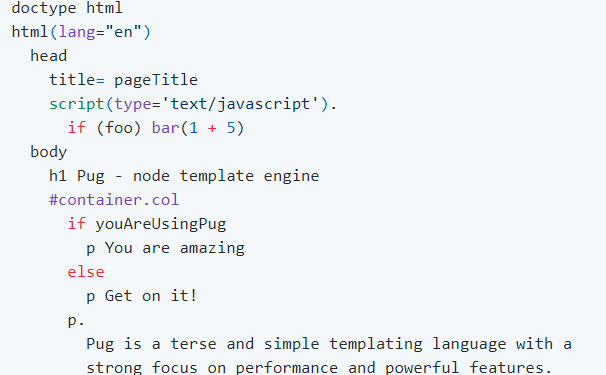 doctype html
html(lang="en")
  head
    title= pageTitle
    script(type='text/javascript').
      if (foo) bar(1 + 5)
  body
    h1 Pug - node template engine
    #container.col
      if youAreUsingPug
        p You are amazing
      else
        p Get on it!
      p.
        Pug is a terse and simple templating language with a
        strong focus on performance and powerful features.